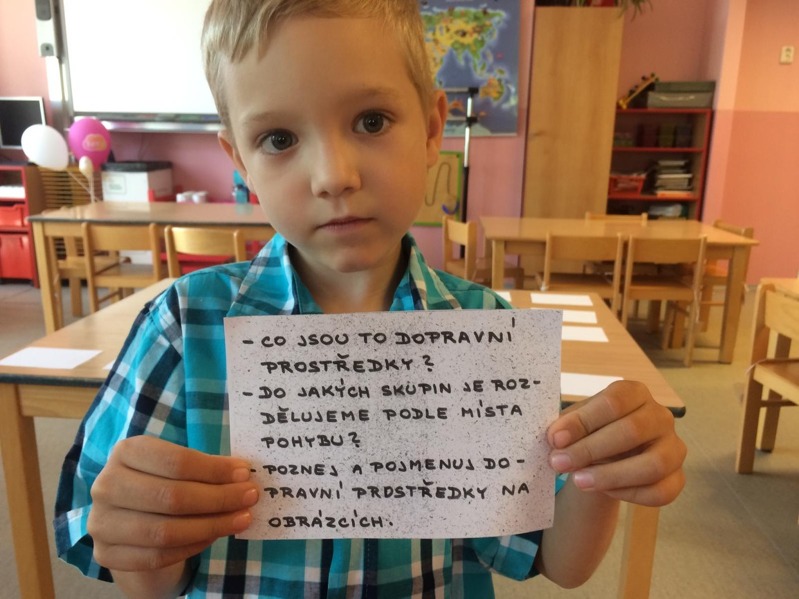 - CO JSOU TO DOPRAVNÍ
PROSTŘEDKY?
- DO JAKÝCH SKUPIN JE ROZ-
DĚLUJEME PODLE MÍSTA
POHYBU?
- POZNEJ A POJMENUJ DO-
PRAVNÍ PROSTŘEDKY NA
OBRÁZCÍCH.